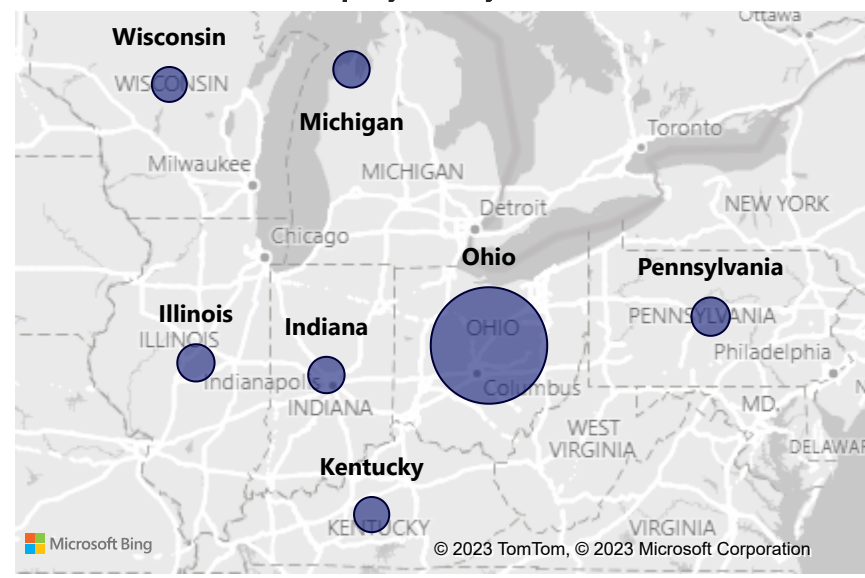 Ottawa
Wisconsin
WISCONSIN
Michigan
Toronto
Milwaukee
MICHIGAN
NEW YORK
Detroit
Chicago
Ohio
Pennsylvania
Illinois
Indiana
OHIO
PENNSYLVANIA
ILLINOIS
Philadelphia
Indianapolis
Columbus
INDIANA
MD.
WEST
VIRGINIA
DELAWAR
Kentucky
KENTUCKY
VIRGINIA
Microsoft Bing
© 2023 TomTom, © 2023 Microsoft Corporation